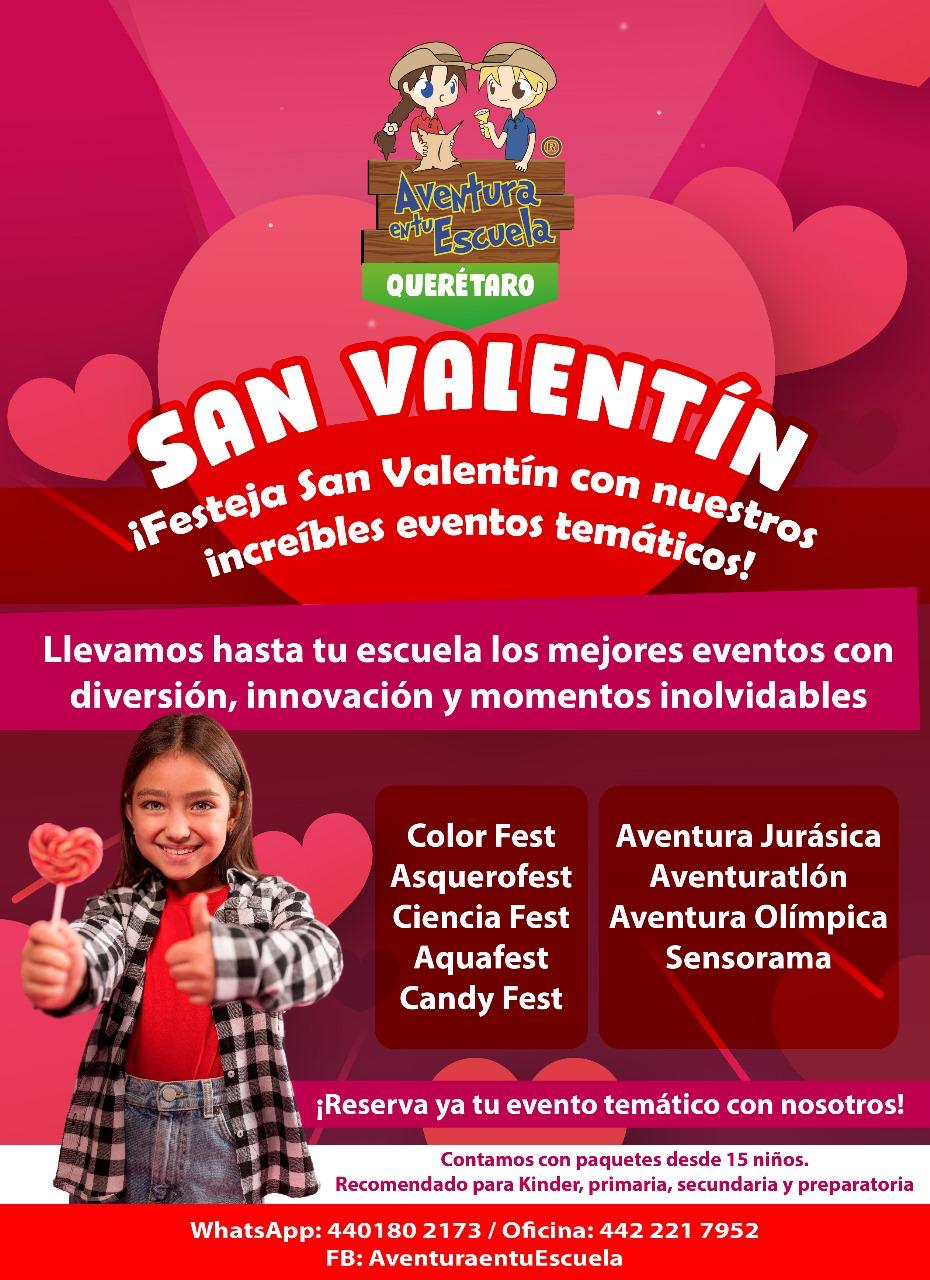 Aventura
en tu Escuela
®
QUERÉTARO
SAN VALENTÍN
¡Festeja San Valentín con nuestros
increíbles eventos temáticos!
Llevamos hasta tu escuela los mejores eventos con
diversión, innovación y momentos inolvidables
Color Fest
Asquerofest
Ciencia Fest
Aquafest
Candy Fest
Aventura Jurásica
Aventuratlón
Aventura Olímpica
Sensorama
¡Reserva ya tu evento temático con nosotros!
Contamos con paquetes desde 15 niños.
Recomendado para Kinder, primaria, secundaria y preparatoria
WhatsApp: 440180 2173 / Oficina: 442 221 7952
FB: AventuraentuEscuela